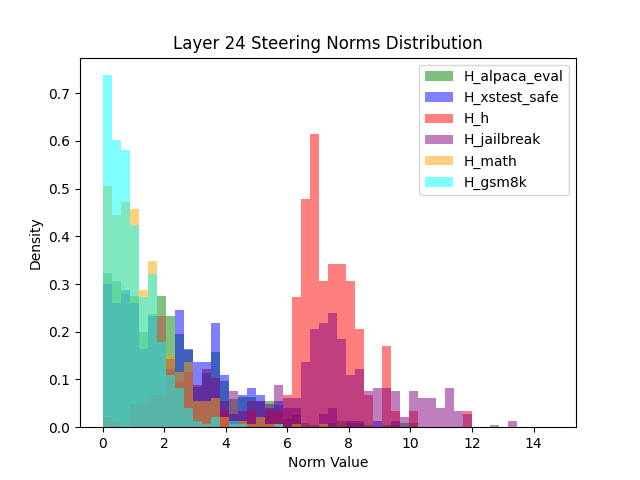 Layer 24 Steering Norms Distribution
H_alpaca_eval
H_xstest_safe
H_h
H_jailbreak
H_math
H_gsm8k
Density
0.7
0.6
0.5
0.4
0.3
0.2
0.1
0.0
0 2 4 6 8 10 12 14
Norm Value